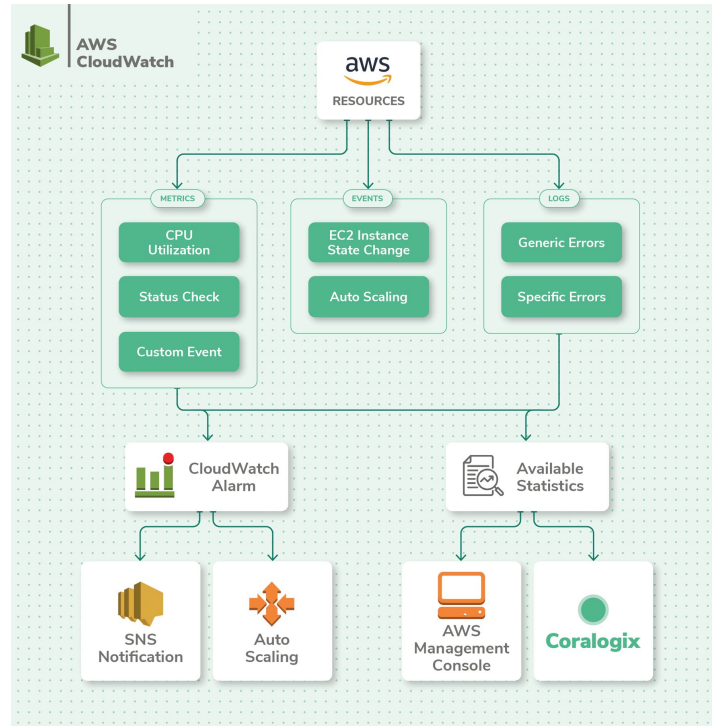 AWS
CloudWatch
aws
RESOURCES
METRICS
EVENTS
LOGS
CPU
Utilization
Status Check
Custom Event
EC2 Instance
State Change
Auto Scaling
Generic Errors
Specific Errors
CloudWatch
Alarm
Available
Statistics
SNS
Notification
Auto
Scaling
AWS
Management
Console
Coralogix